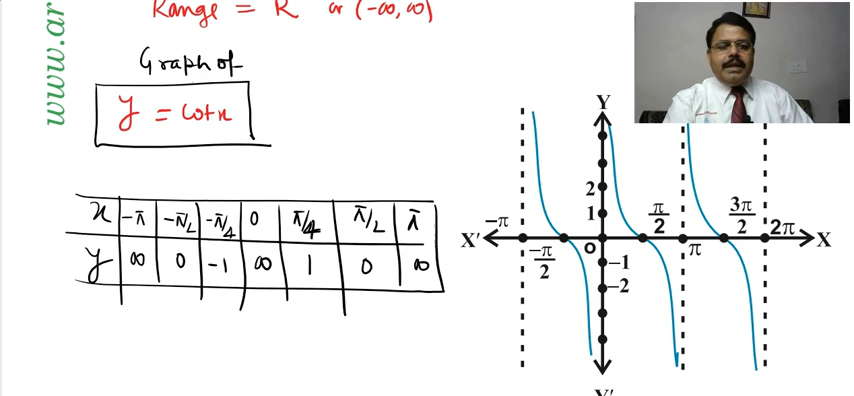 Range = R or (-∞, ∞)
www.ar
Graph of
y = cot x
x -π -π/2 -π/4 0 π/4 π/2 π
y ∞ 0 -1 ∞ 1 0 ∞
Y
2
1
π/2
3π/2
-π
X′
O
π
2π
X
-π/2
-1
-2
Y′